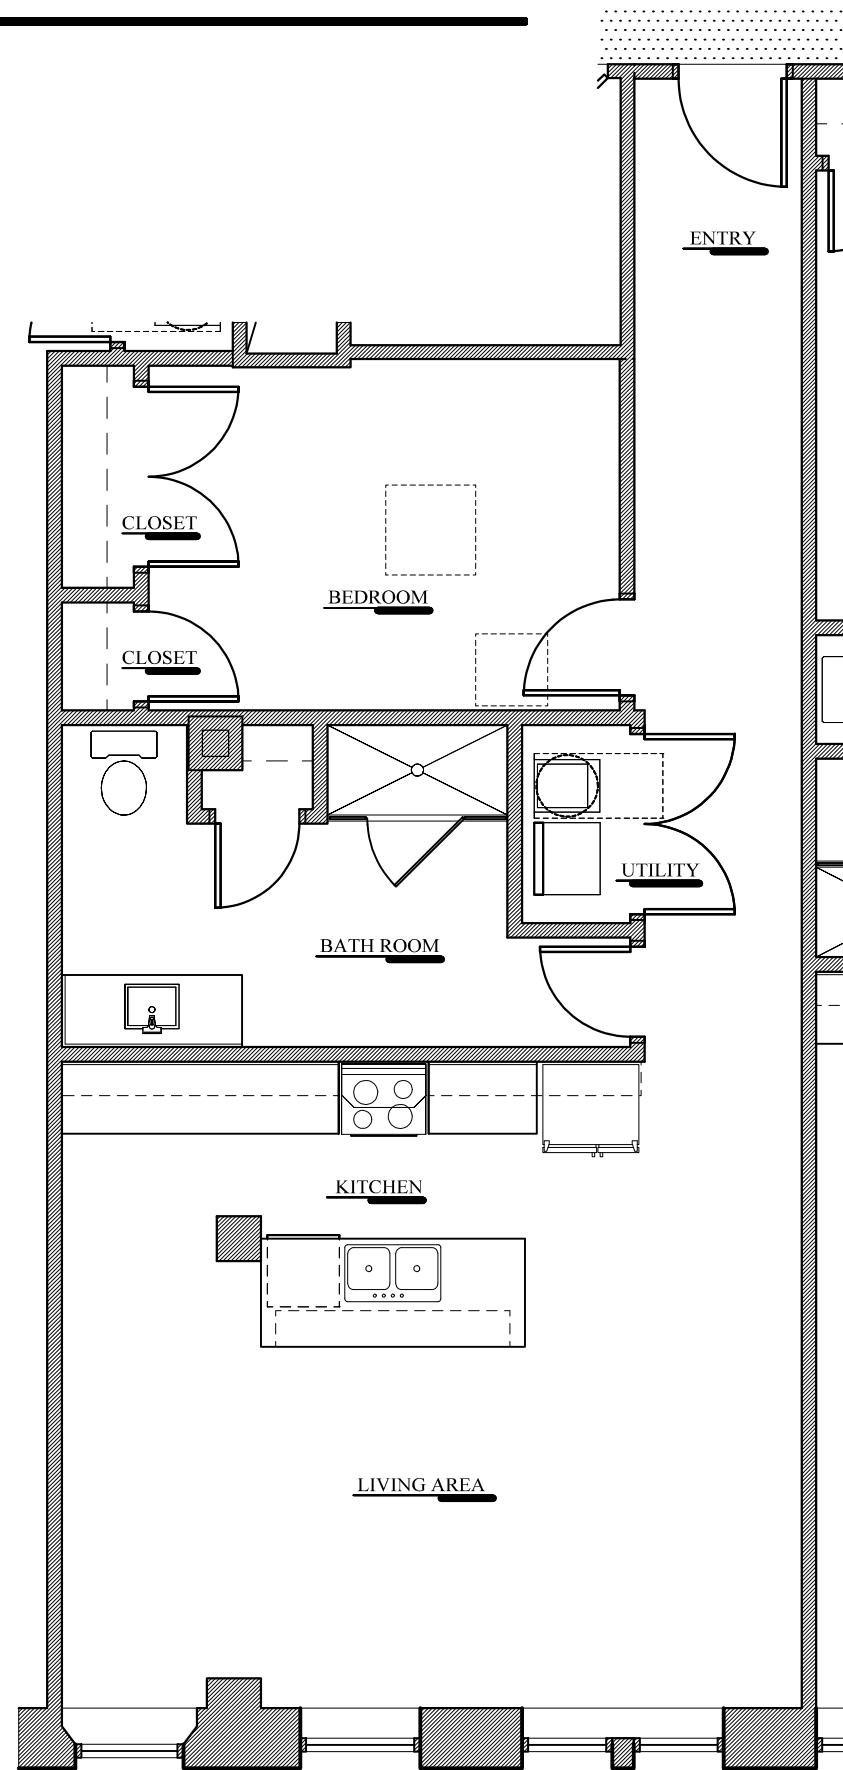 ENTRY
CLOSET
BEDROOM
CLOSET
UTILITY
BATH ROOM
KITCHEN
LIVING AREA